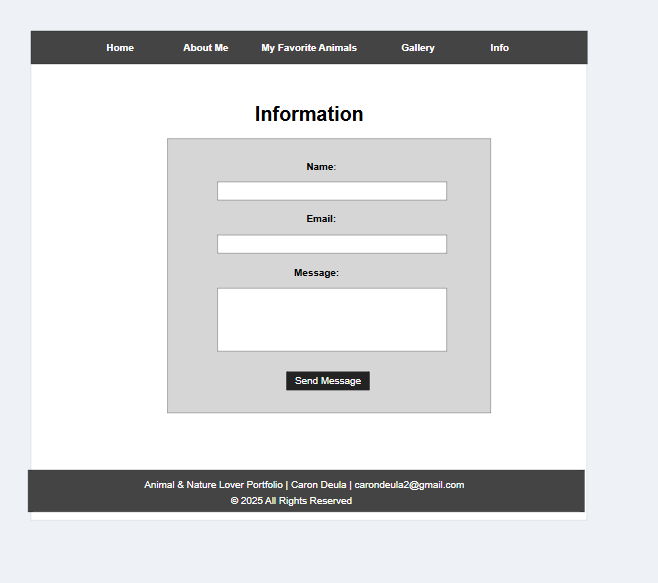 Home About Me My Favorite Animals Gallery Info
Information
Name:
Email:
Message:
Send Message
Animal & Nature Lover Portfolio | Caron Deula | carondeula2@gmail.com
© 2025 All Rights Reserved